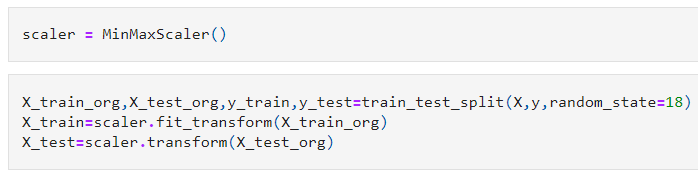 scaler = MinMaxScaler()
X_train_org,X_test_org,y_train,y_test=train_test_split(X,y,random_state=18)
X_train=scaler.fit_transform(X_train_org)
X_test=scaler.transform(X_test_org)